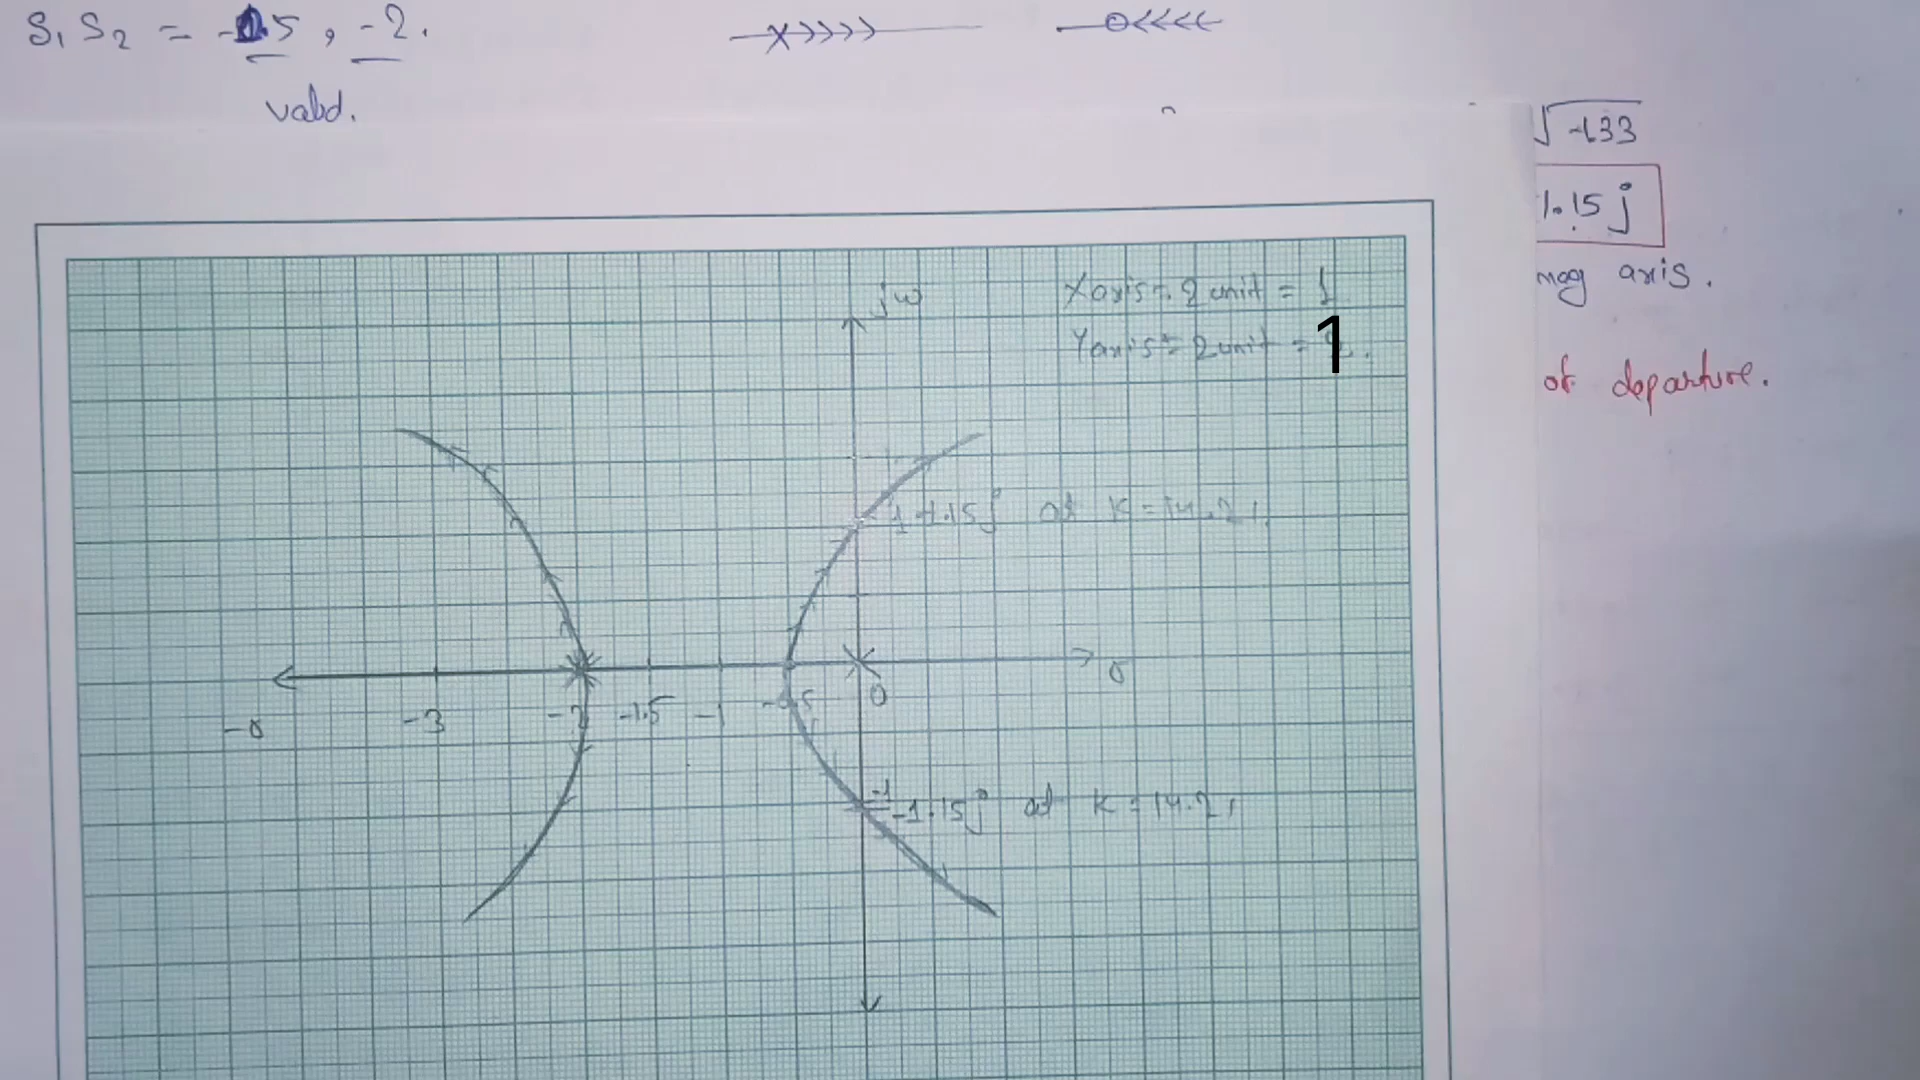 S₁ S₂ = -0.5 , -2.
valid.
√-1.33
1.15 j
mag axis.
of departure.
jω
X axis = 2 unit = 1
Y axis = 2 unit = 1
+1.15j at K = 14.21
-3 -2 -1.5 -1 -0.5 0 σ
-1.15j at K = 14.21